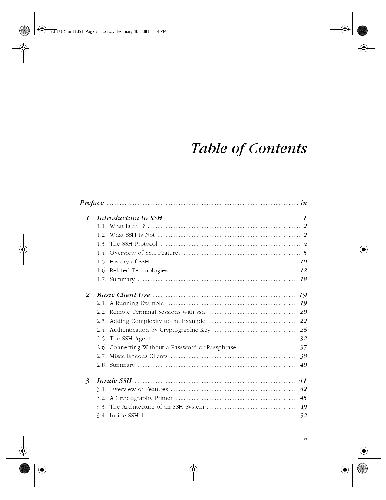 Table of Contents
Preface ... ix
1 Introduction to SSH ... 1
1.1 What Is SSH? ... 2
1.2 What SSH Is Not ... 2
1.3 The SSH Protocol ... 4
1.4 Overview of SSH Features ... 5
1.5 History of SSH ... 10
1.6 Related Technologies ... 12
1.7 Summary ... 18
2 Basic Client Use ... 19
2.1 A Running Example ... 19
2.2 Remote Terminal Sessions with ssh ... 20
2.3 Adding Complexity to the Example ... 22
2.4 Authentication by Cryptographic Key ... 26
2.5 The SSH Agent ... 32
2.6 Connecting Without a Password or Passphrase ... 37
2.7 Miscellaneous Clients ... 38
2.8 Summary ... 40
3 Inside SSH ... 41
3.1 Overview of Features ... 42
3.2 A Cryptography Primer ... 45
3.3 The Architecture of an SSH System ... 49
3.4 Inside SSH-1 ... 52